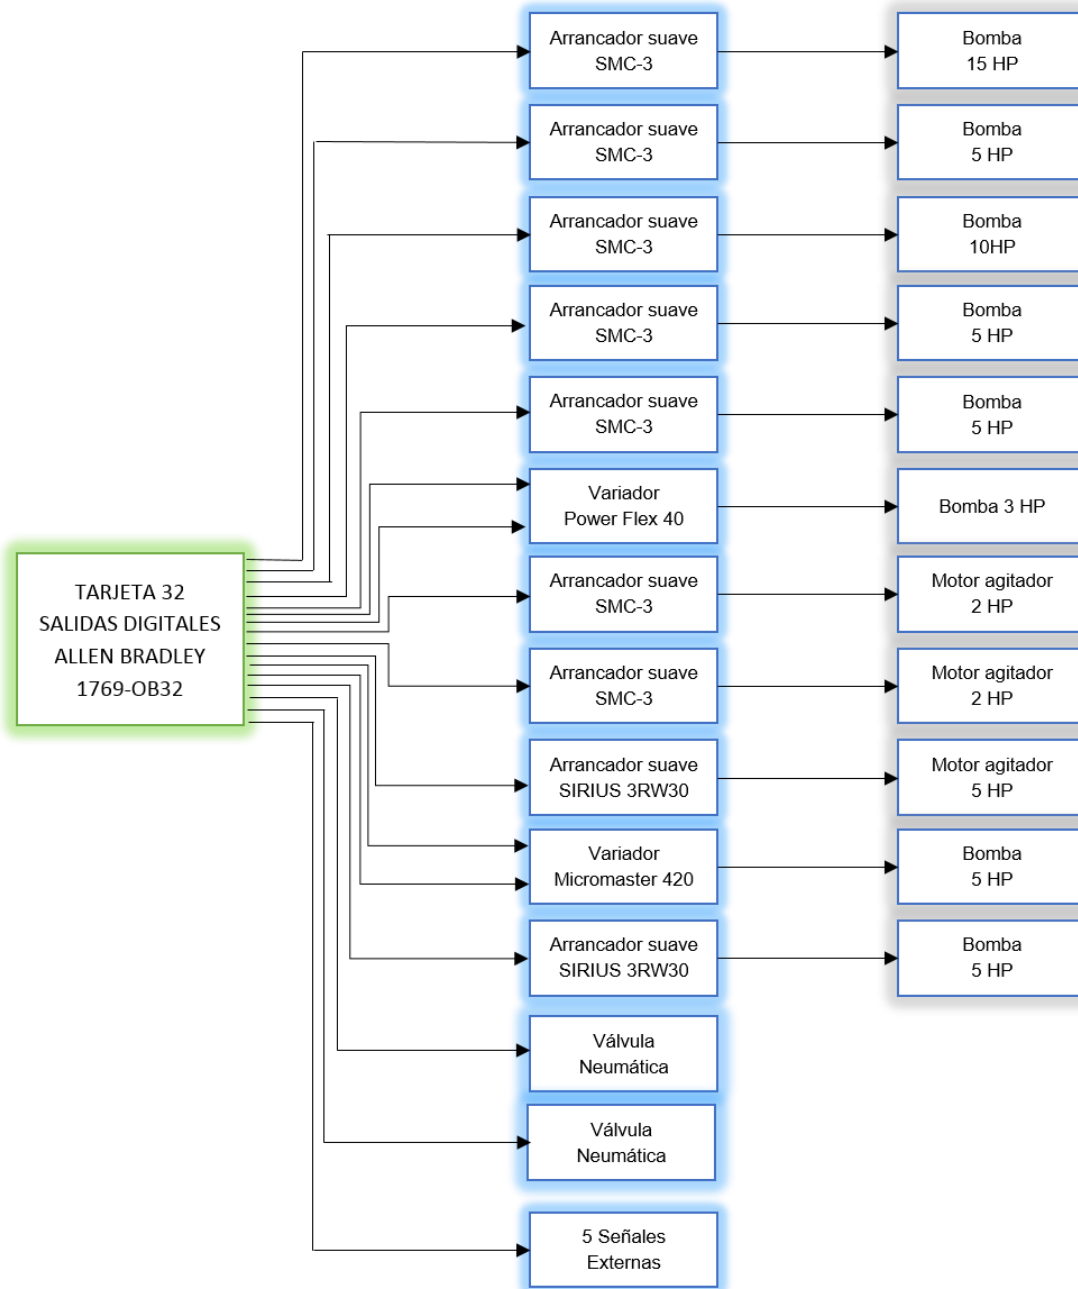 Arrancador suave
SMC-3
Bomba
15 HP
Arrancador suave
SMC-3
Bomba
5 HP
Arrancador suave
SMC-3
Bomba
10HP
Arrancador suave
SMC-3
Bomba
5 HP
Arrancador suave
SMC-3
Bomba
5 HP
Variador
Power Flex 40
Bomba 3 HP
TARJETA 32
SALIDAS DIGITALES
ALLEN BRADLEY
1769-OB32
Arrancador suave
SMC-3
Motor agitador
2 HP
Arrancador suave
SMC-3
Motor agitador
2 HP
Arrancador suave
SIRIUS 3RW30
Motor agitador
5 HP
Variador
Micromaster 420
Bomba
5 HP
Arrancador suave
SIRIUS 3RW30
Bomba
5 HP
Válvula
Neumática
Válvula
Neumática
5 Señales
Externas